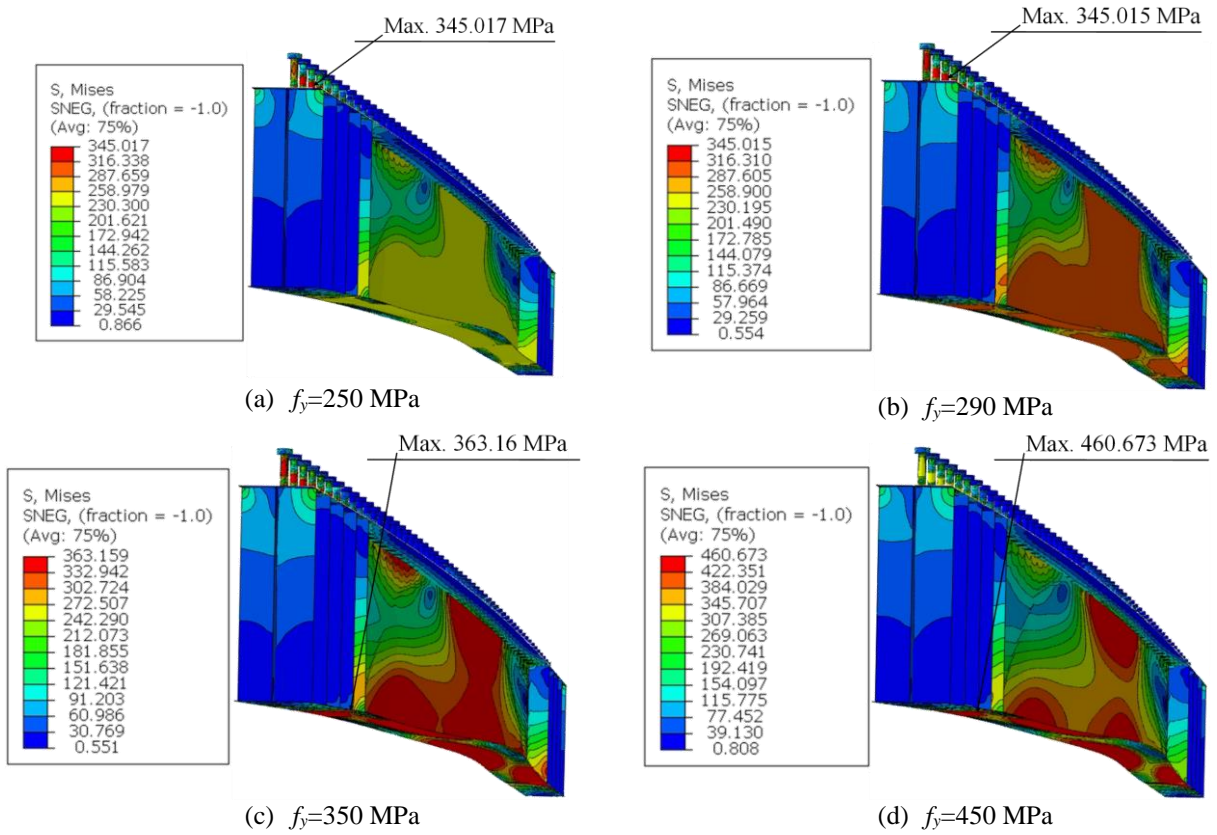 Max. 345.017 MPa
S, Mises
SNEG, (fraction = -1.0)
(Avg: 75%)
345.017
316.338
287.659
258.979
230.300
201.621
172.942
144.262
115.583
86.904
58.225
29.545
0.866
(a) fy=250 MPa
Max. 345.015 MPa
S, Mises
SNEG, (fraction = -1.0)
(Avg: 75%)
345.015
316.310
287.605
258.900
230.195
201.490
172.785
144.079
115.374
86.669
57.964
29.259
0.554
(b) fy=290 MPa
Max. 363.16 MPa
S, Mises
SNEG, (fraction = -1.0)
(Avg: 75%)
363.159
332.942
302.724
272.507
242.290
212.073
181.855
151.638
121.421
91.203
60.986
30.769
0.551
(c) fy=350 MPa
Max. 460.673 MPa
S, Mises
SNEG, (fraction = -1.0)
(Avg: 75%)
460.673
422.351
384.029
345.707
307.385
269.063
230.741
192.419
154.097
115.775
77.452
39.130
0.808
(d) fy=450 MPa